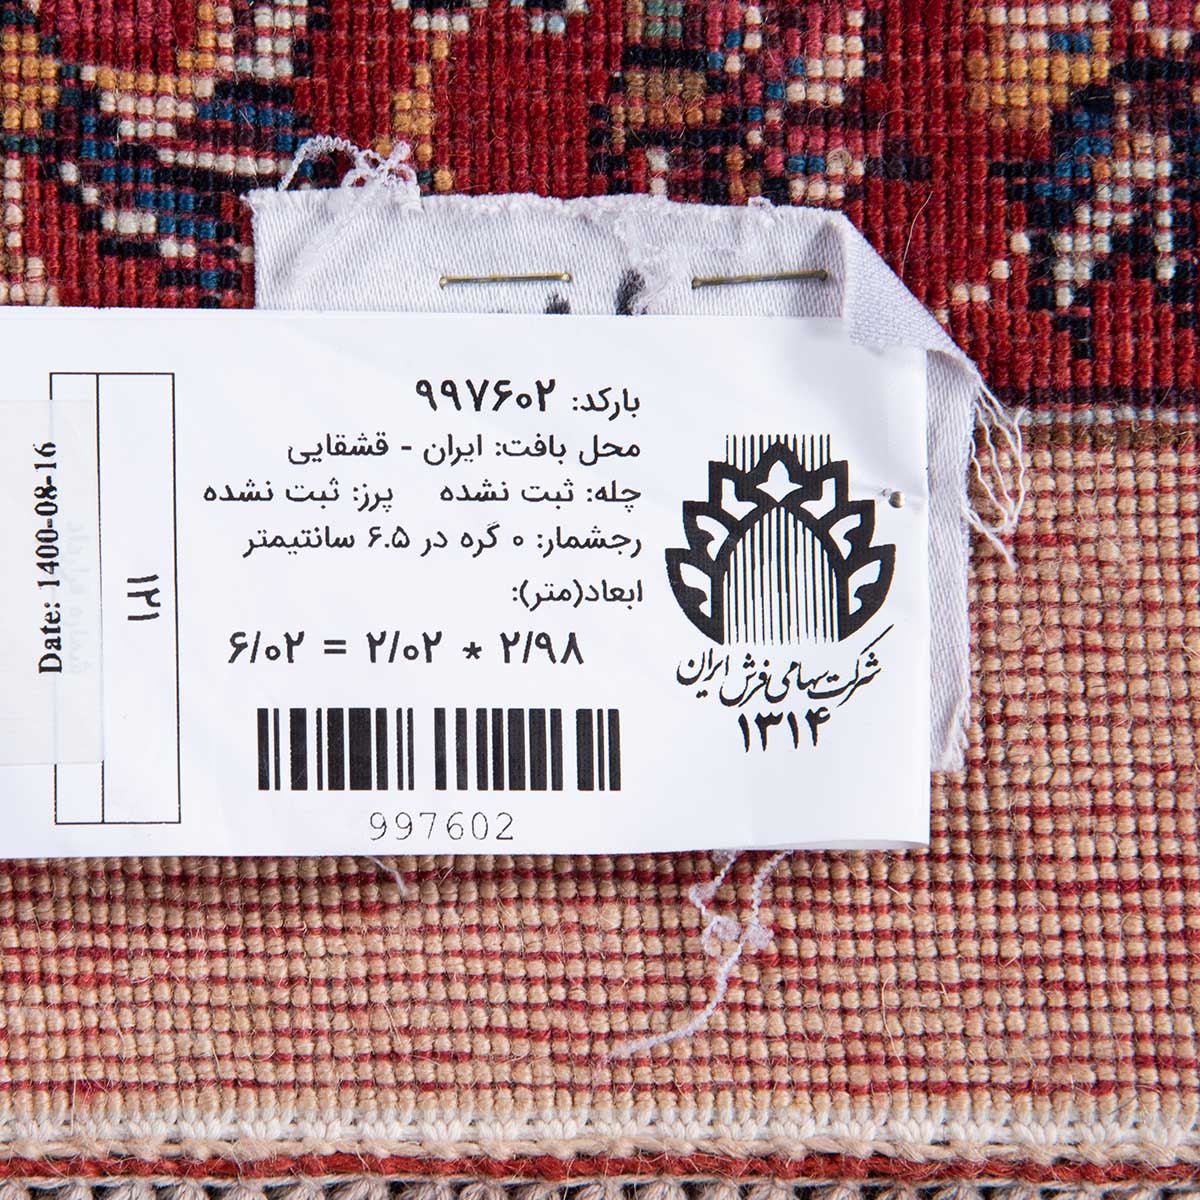 بارکد: ۹۹۷۶۰۲
محل بافت: ایران - قشقایی
چله: ثبت نشده پرز: ثبت نشده
رجشمار: ۰ گره در ۶.۵ سانتیمتر
ابعاد(متر):
۲/۹۸ * ۲/۰۲ = ۶/۰۲
997602
شرکت سهامی فرش ایران
۱۳۱۴
Date: 1400-08-16
۱۲۱